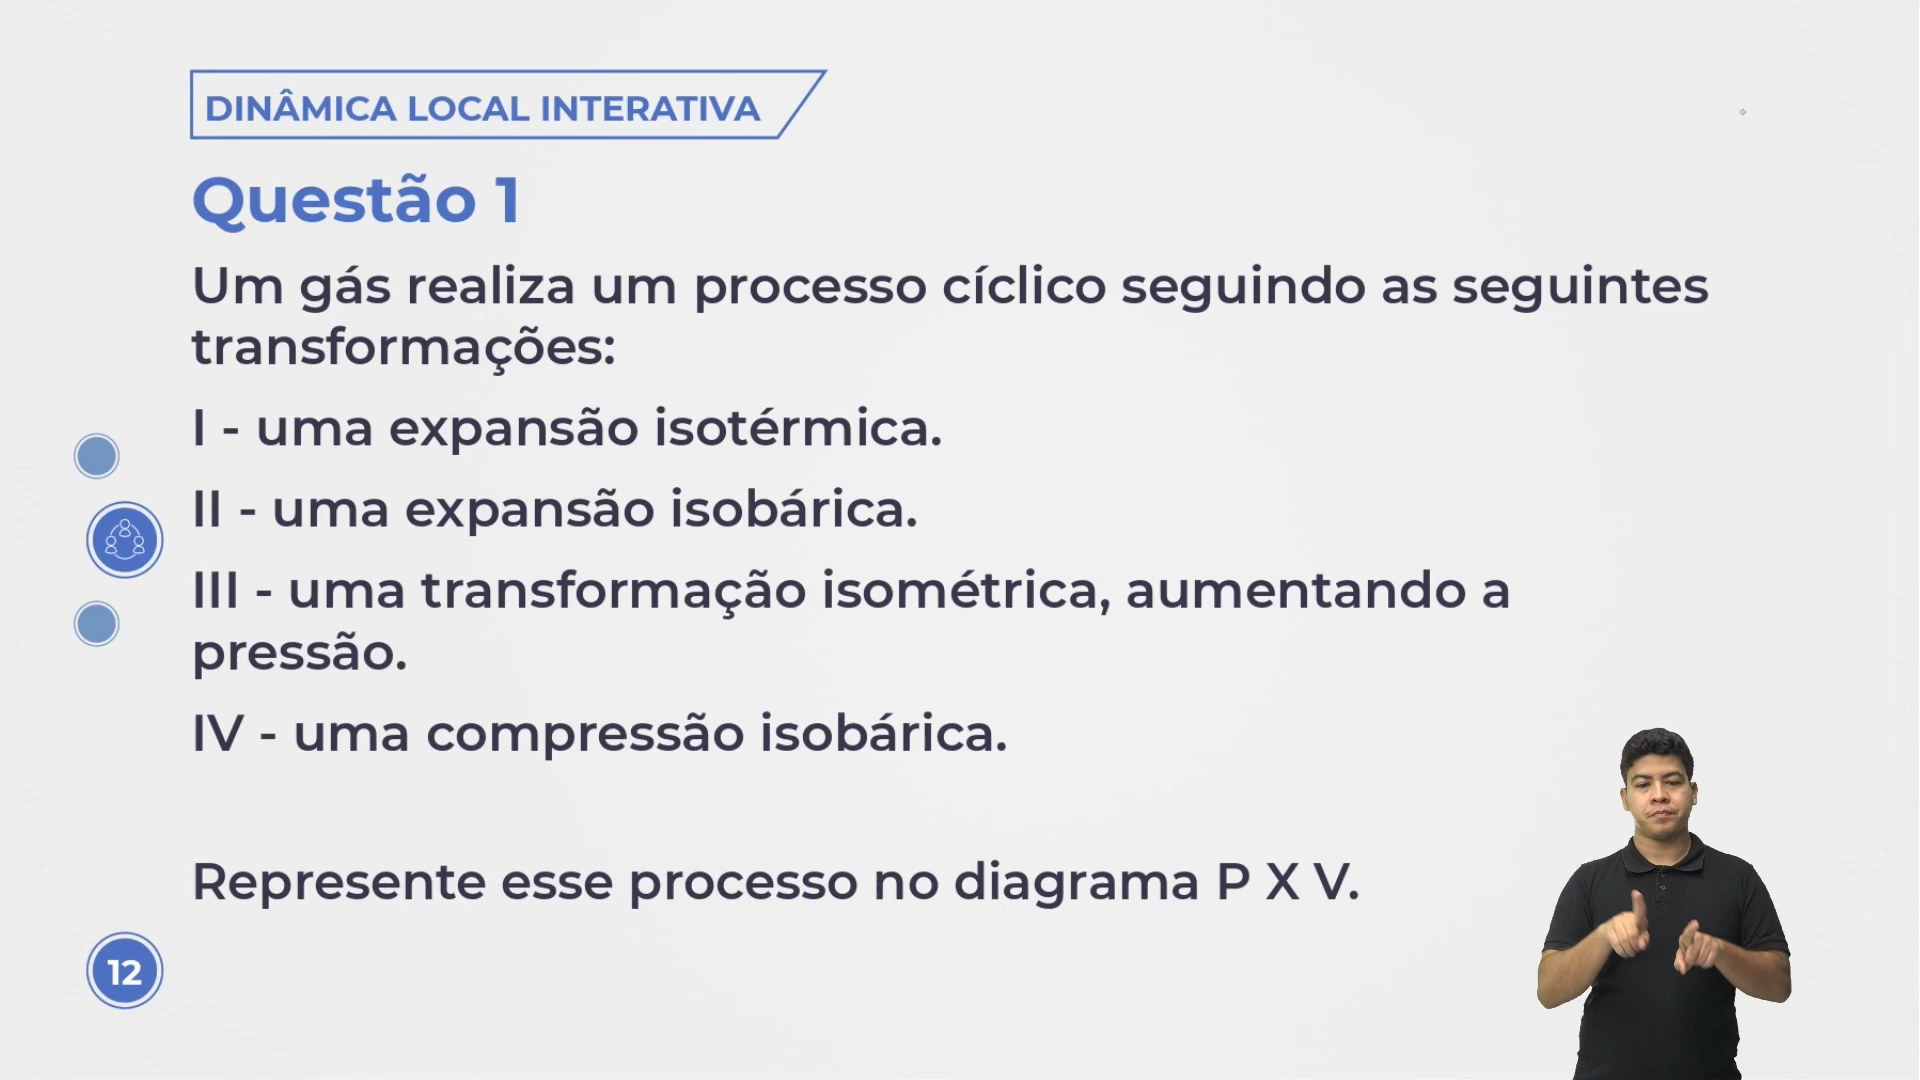 DINÂMICA LOCAL INTERATIVA
Questão 1
Um gás realiza um processo cíclico seguindo as seguintes
transformações:
I - uma expansão isotérmica.
II - uma expansão isobárica.
III - uma transformação isométrica, aumentando a
pressão.
IV - uma compressão isobárica.
Represente esse processo no diagrama P X V.
12